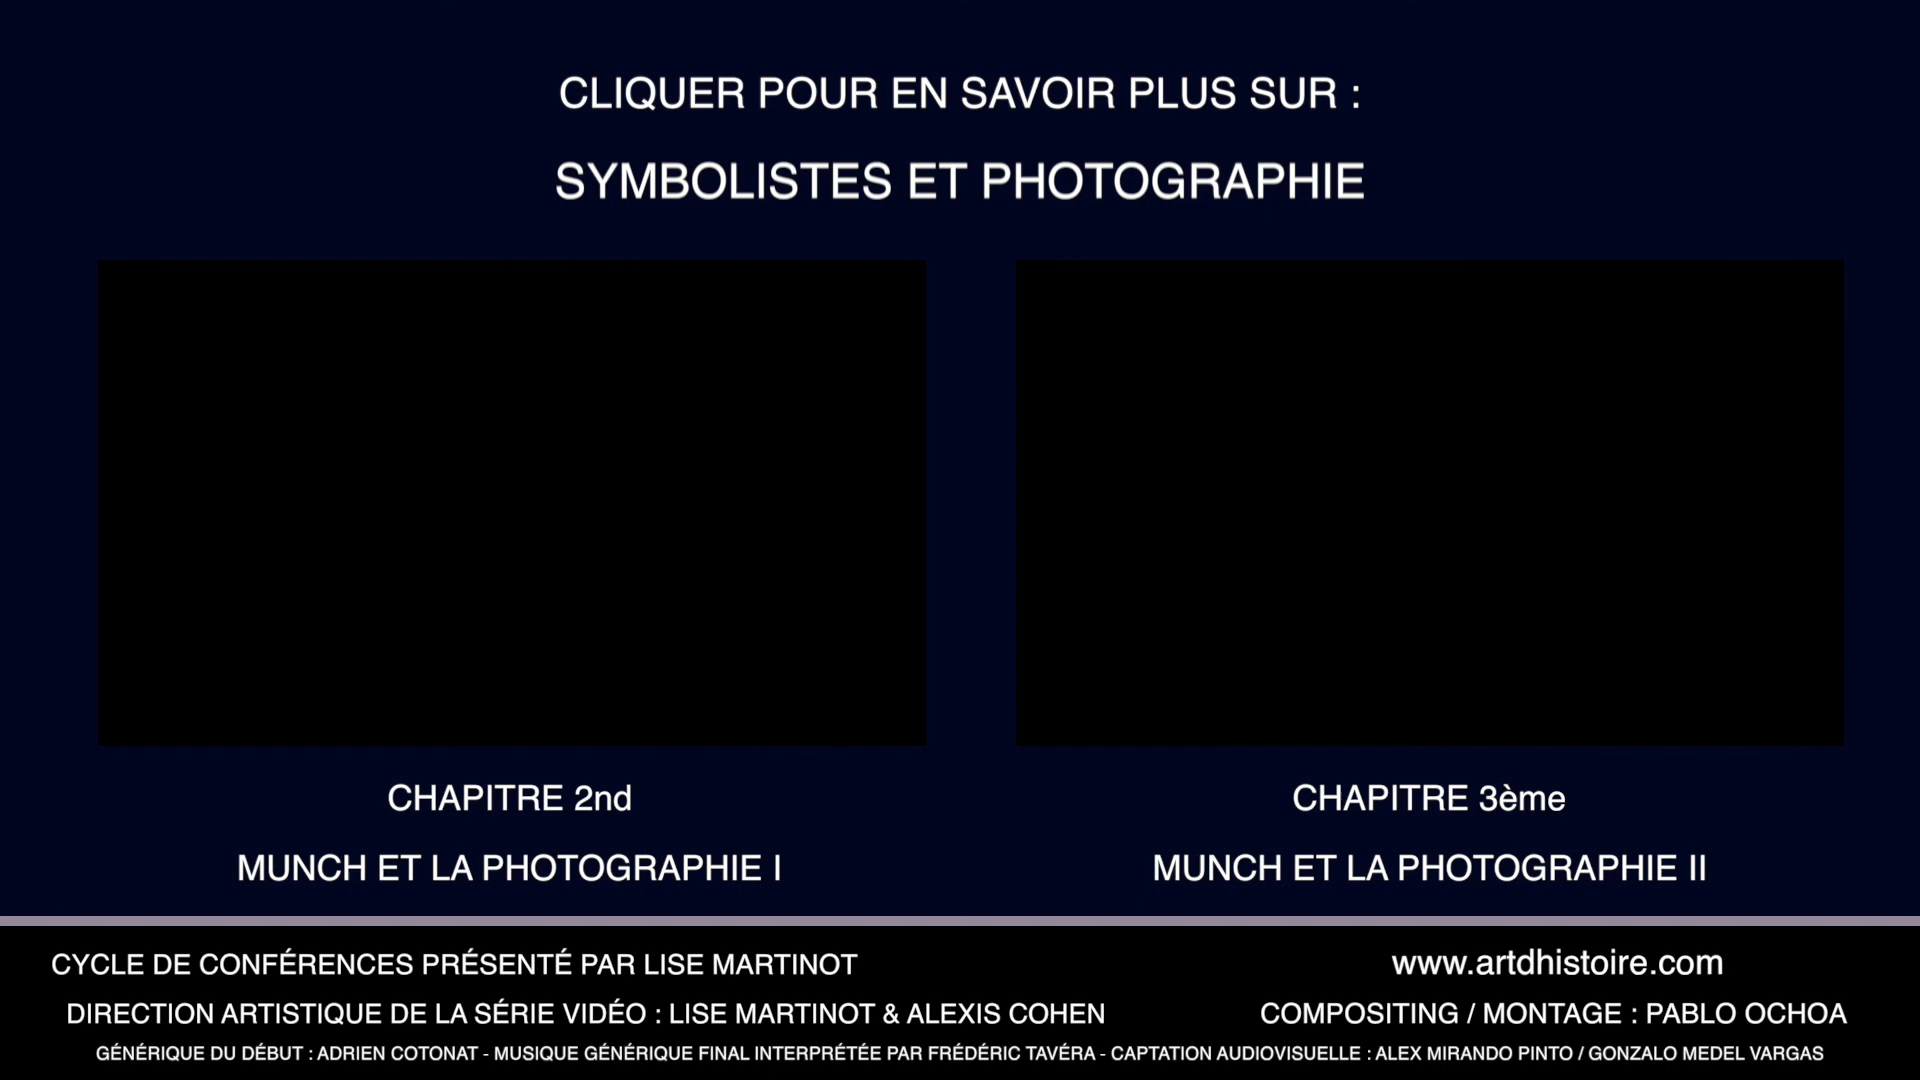 CLIQUER POUR EN SAVOIR PLUS SUR :
SYMBOLISTES ET PHOTOGRAPHIE
CHAPITRE 2nd
MUNCH ET LA PHOTOGRAPHIE I
CHAPITRE 3ème
MUNCH ET LA PHOTOGRAPHIE II
CYCLE DE CONFÉRENCES PRÉSENTÉ PAR LISE MARTINOT
www.artdhistoire.com
DIRECTION ARTISTIQUE DE LA SÉRIE VIDÉO : LISE MARTINOT & ALEXIS COHEN
COMPOSITING / MONTAGE : PABLO OCHOA
GÉNÉRIQUE DU DÉBUT : ADRIEN COTONAT - MUSIQUE GÉNÉRIQUE FINAL INTERPRÉTÉE PAR FRÉDÉRIC TAVÉRA - CAPTATION AUDIOVISUELLE : ALEX MIRANDO PINTO / GONZALO MEDEL VARGAS